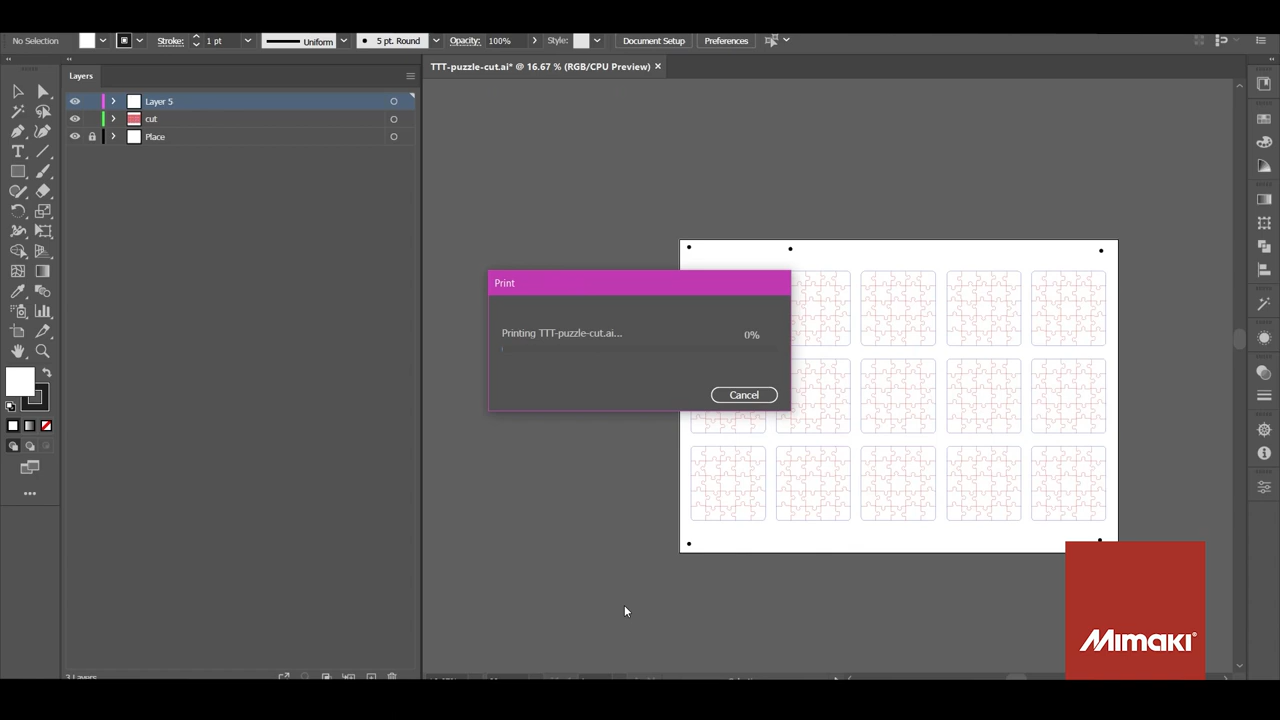 No Selection
Stroke:
1 pt
Uniform
5 pt. Round
Opacity:
100%
Style:
Document Setup
Preferences
Layers
TTT-puzzle-cut.ai* @ 16.67 % (RGB/CPU Preview)
Layer 5
cut
Place
Print
Printing TTT-puzzle-cut.ai...
0%
Cancel
Mimaki®
3 Layers